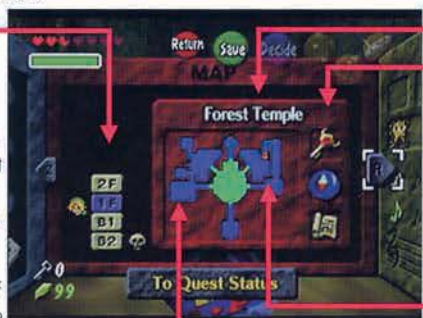 Return Save Decide
MAP
Forest Temple
2F
1F
B1
B2
0
99
To Quest Status